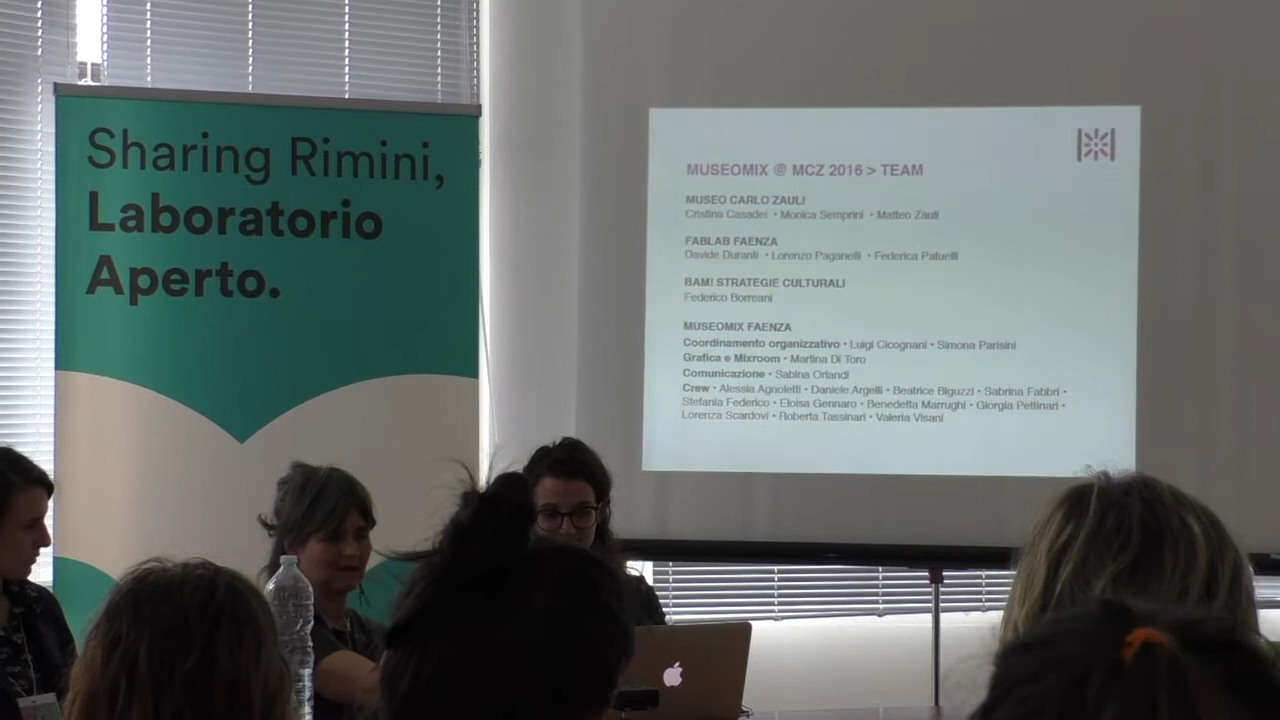 Sharing Rimini,
Laboratorio
Aperto.
MUSEOMIX @ MCZ 2016 > TEAM
MUSEO CARLO ZAULI
Cristina Casadei • Monica Semprini • Matteo Zauli
FABLAB FAENZA
Davide Duranti • Lorenzo Paganelli • Federica Patuelli
BAM! STRATEGIE CULTURALI
Federico Borreani
MUSEOMIX FAENZA
Coordinamento organizzativo • Luigi Cicognani • Simona Parisini
Grafica e Mixroom • Martina Di Toro
Comunicazione • Sabina Orlandi
Crew • Alessia Agnoletti • Daniele Argelli • Beatrice Biguzzi • Sabrina Fabbri •
Stefania Federico • Eloisa Gennaro • Benedetta Marrughi • Giorgia Pettinari •
Lorenza Scardovi • Roberta Tassinari • Valeria Visani